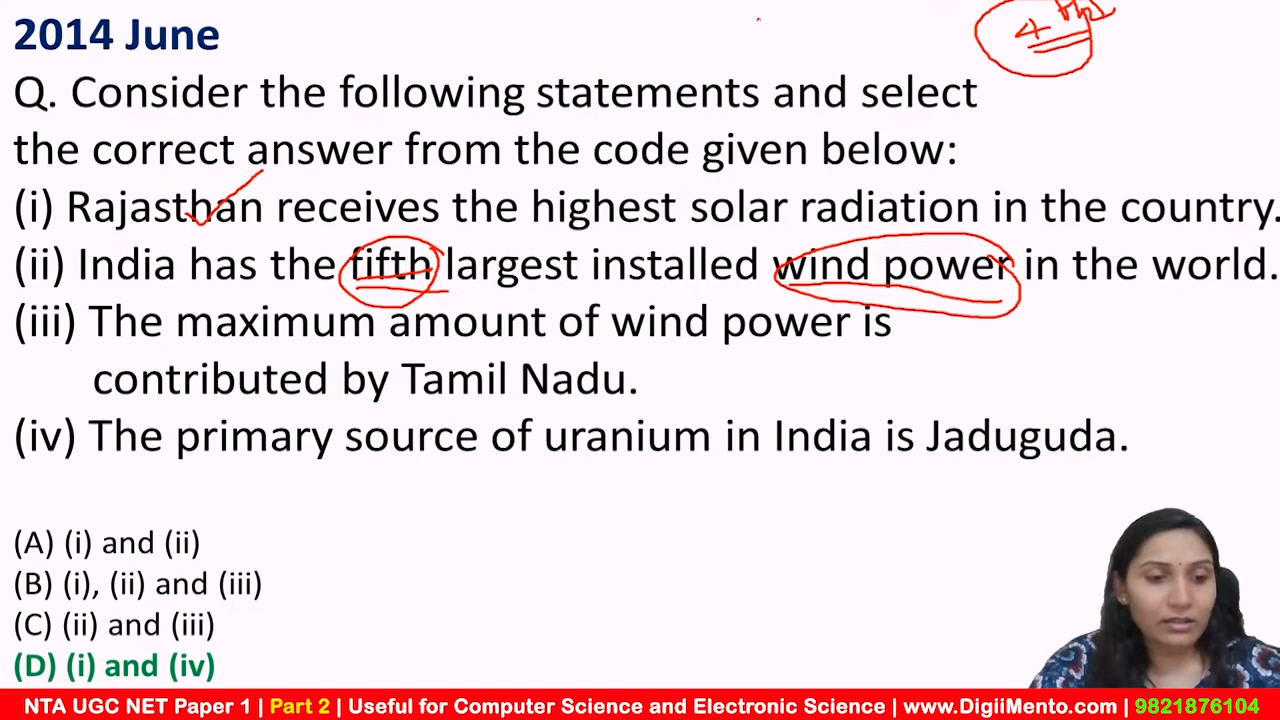 2014 June
Q. Consider the following statements and select
the correct answer from the code given below:
(i) Rajasthan receives the highest solar radiation in the country.
(ii) India has the fifth largest installed wind power in the world.
(iii) The maximum amount of wind power is
contributed by Tamil Nadu.
(iv) The primary source of uranium in India is Jaduguda.
(A) (i) and (ii)
(B) (i), (ii) and (iii)
(C) (ii) and (iii)
(D) (i) and (iv)
NTA UGC NET Paper 1 | Part 2 | Useful for Computer Science and Electronic Science | www.DigiiMento.com | 9821876104